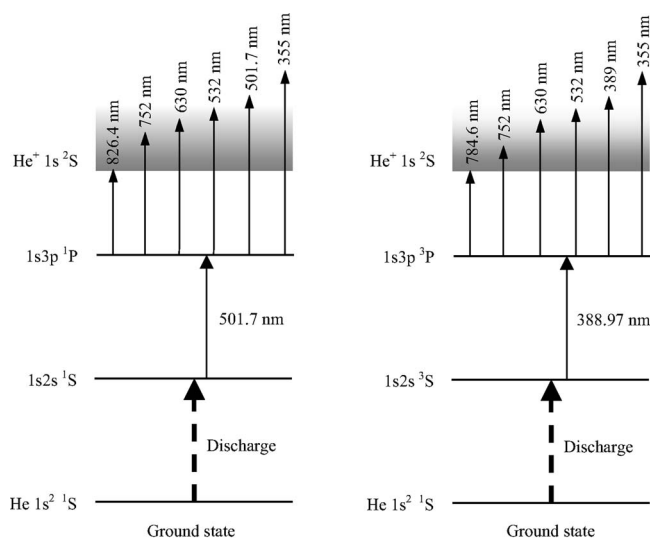 826.4 nm
752 nm
630 nm
532 nm
501.7 nm
355 nm
He⁺ 1s ²S
1s3p ¹P
501.7 nm
1s2s ¹S
Discharge
He 1s² ¹S
Ground state
784.6 nm
752 nm
630 nm
532 nm
389 nm
355 nm
He⁺ 1s ²S
1s3p ³P
388.97 nm
1s2s ³S
Discharge
He 1s² ¹S
Ground state